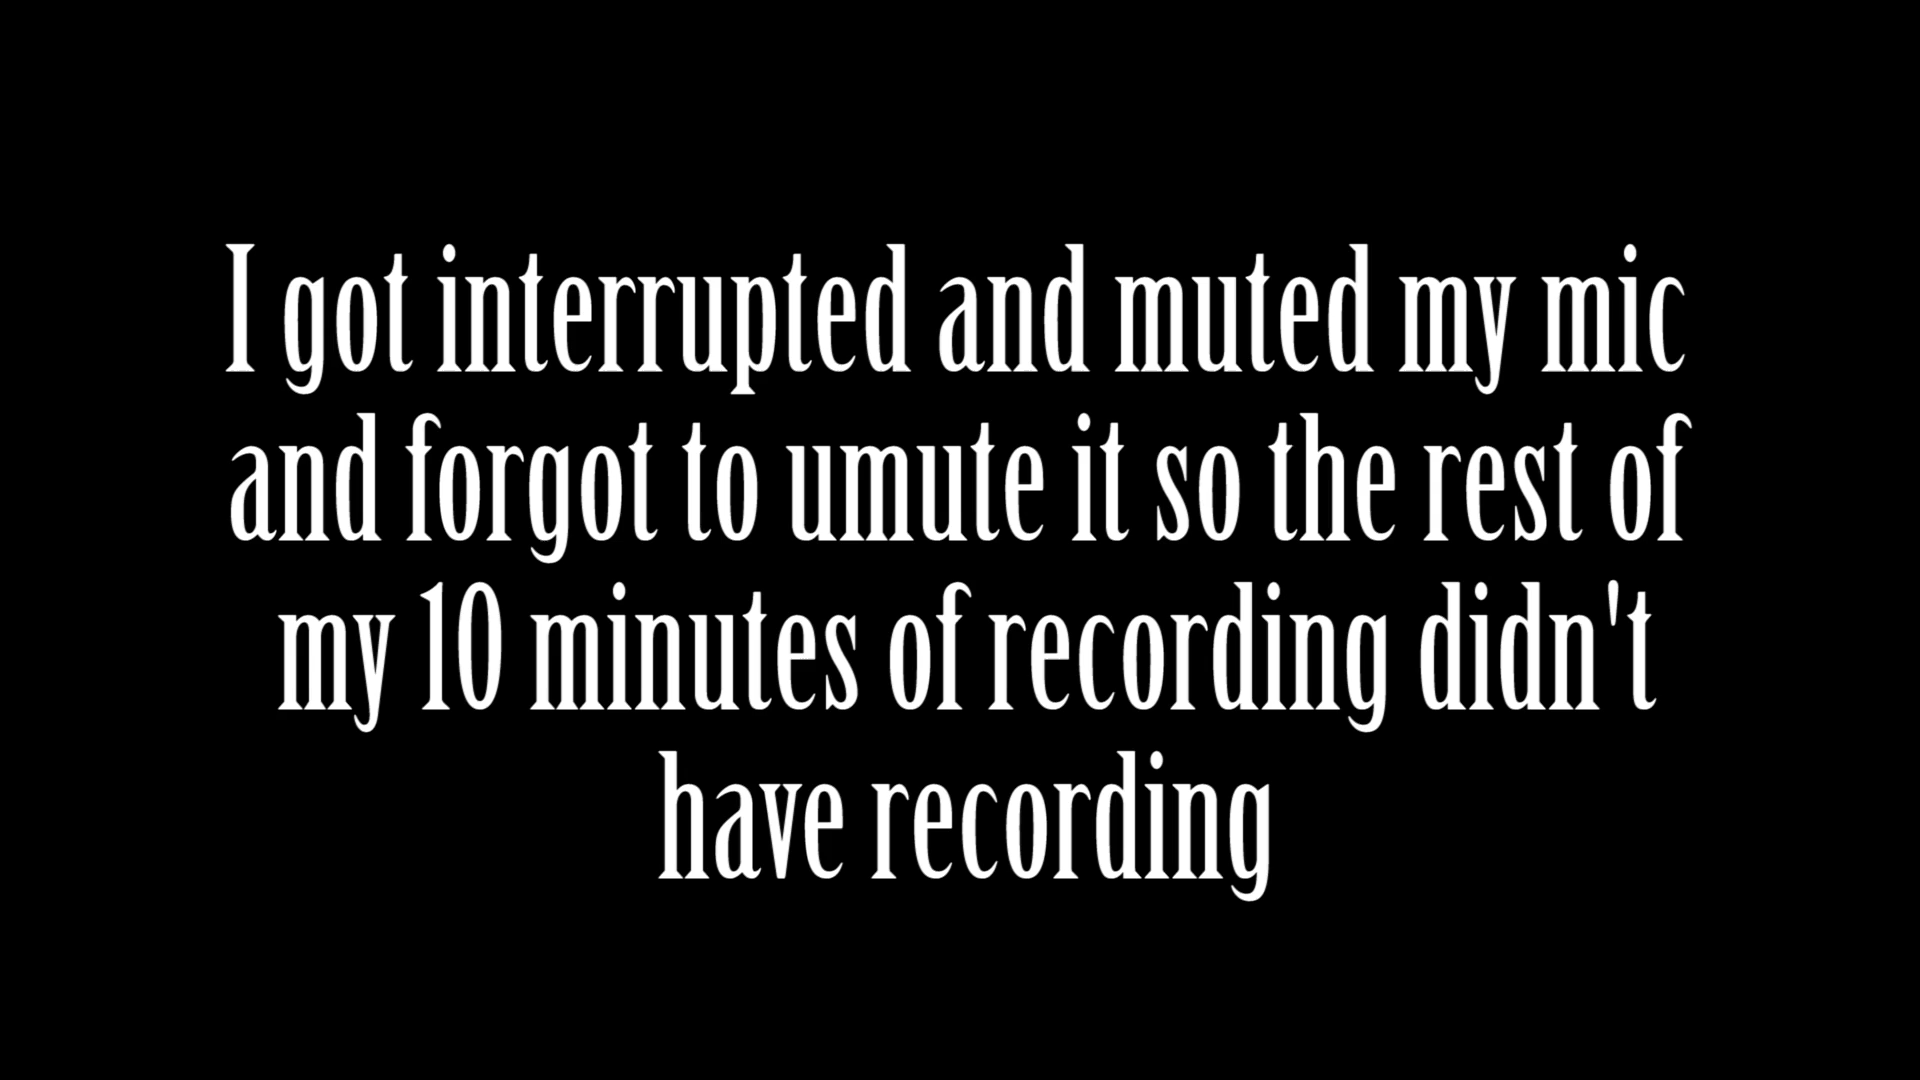 I got interrupted and muted my mic
and forgot to umute it so the rest of
my 10 minutes of recording didn't
have recording